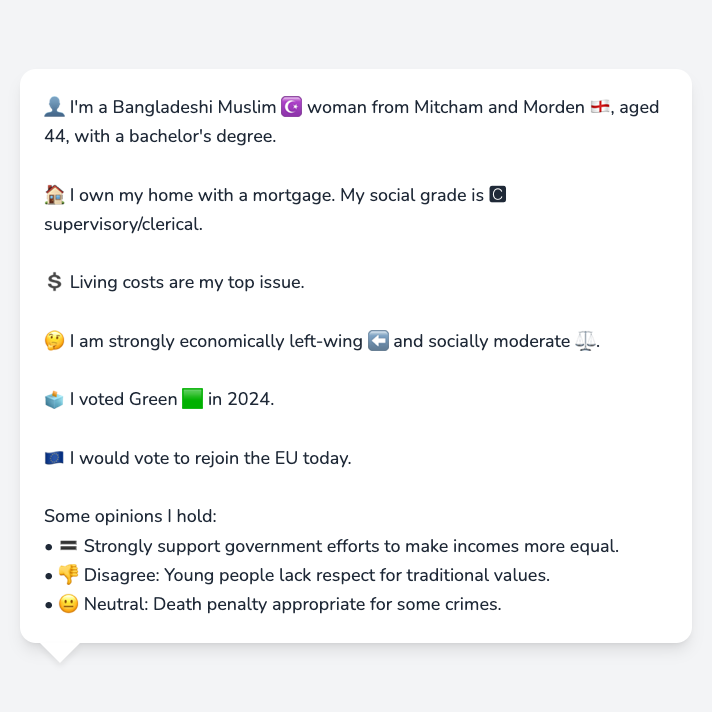 👤 I'm a Bangladeshi Muslim ☪️ woman from Mitcham and Morden 🏴󠁧󠁢󠁥󠁮󠁧󠁿, aged
44, with a bachelor's degree.
🏠 I own my home with a mortgage. My social grade is 🅲
supervisory/clerical.
💲 Living costs are my top issue.
🤔 I am strongly economically left-wing ⬅️ and socially moderate ⚖️.
🗳️ I voted Green 🟩 in 2024.
🇪🇺 I would vote to rejoin the EU today.
Some opinions I hold:
• 🟰 Strongly support government efforts to make incomes more equal.
• 👎 Disagree: Young people lack respect for traditional values.
• 😐 Neutral: Death penalty appropriate for some crimes.